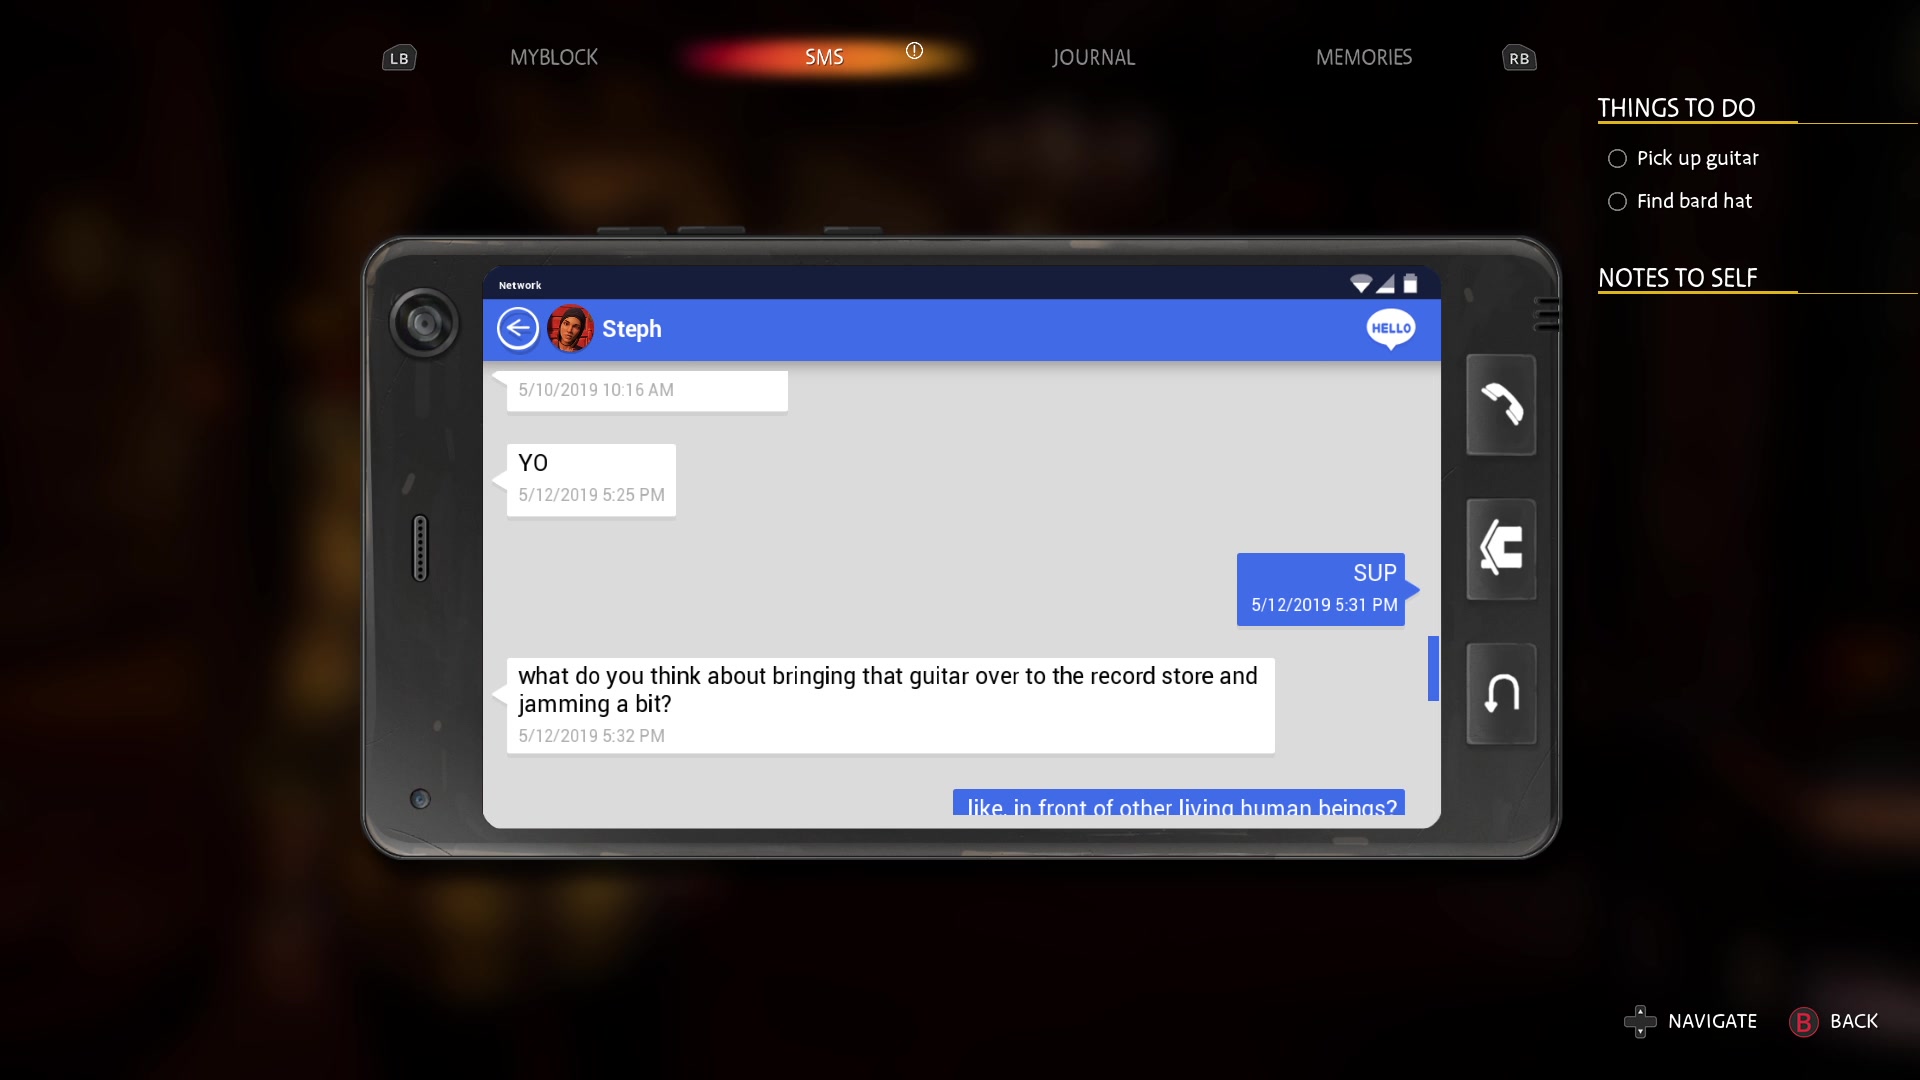 LB
MYBLOCK
SMS
JOURNAL
MEMORIES
RB
THINGS TO DO
Pick up guitar
Find bard hat
NOTES TO SELF
Network
Steph
HELLO
5/10/2019 10:16 AM
YO
5/12/2019 5:25 PM
SUP
5/12/2019 5:31 PM
what do you think about bringing that guitar over to the record store and
jamming a bit?
5/12/2019 5:32 PM
like, in front of other living human beings?
NAVIGATE
B BACK